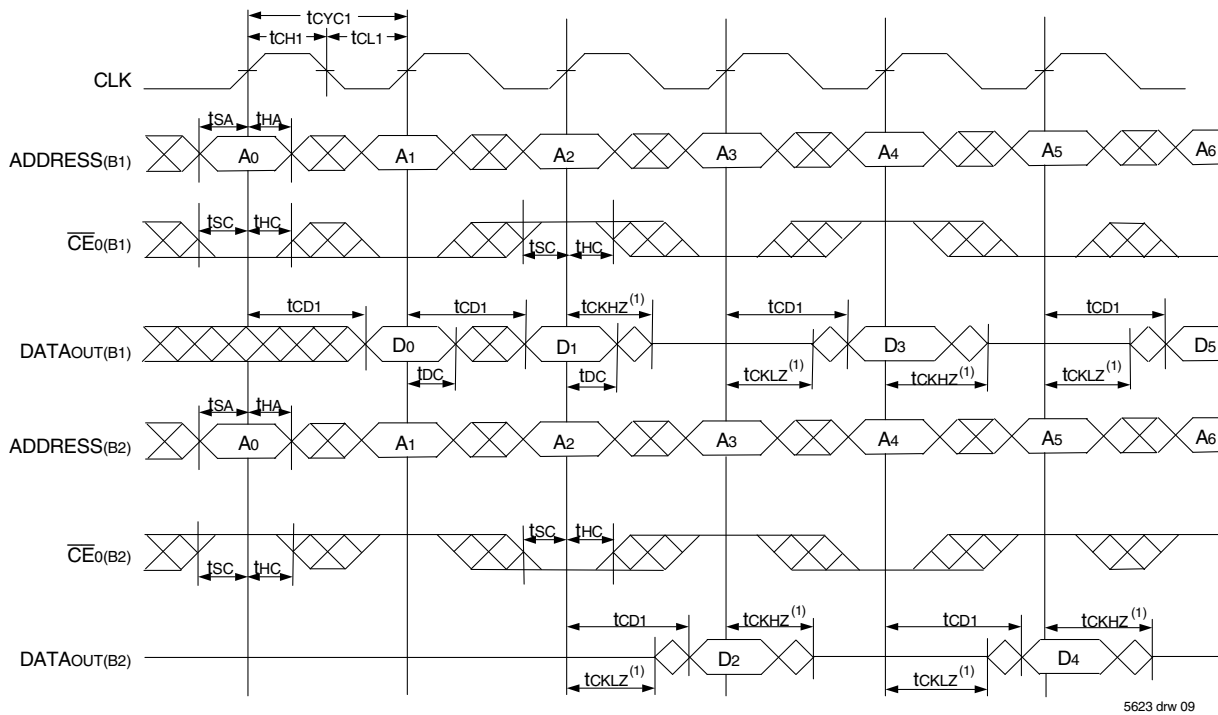 tCYC1
tCH1 tCL1
CLK
tSA tHA
ADDRESS(B1) A0 A1 A2 A3 A4 A5 A6
tSC tHC
CE0(B1)
tSC tHC
tCD1 tCD1 tCKHZ(1) tCD1 tCD1
DATAOUT(B1) D0 D1 D3 D5
tDC tDC tCKLZ(1) tCKHZ(1) tCKLZ(1)
tSA tHA
ADDRESS(B2) A0 A1 A2 A3 A4 A5 A6
tSC tHC
CE0(B2)
tSC tHC
tCD1 tCKHZ(1) tCD1 tCKHZ(1)
DATAOUT(B2) D2 D4
tCKLZ(1) tCKLZ(1)
5623 drw 09